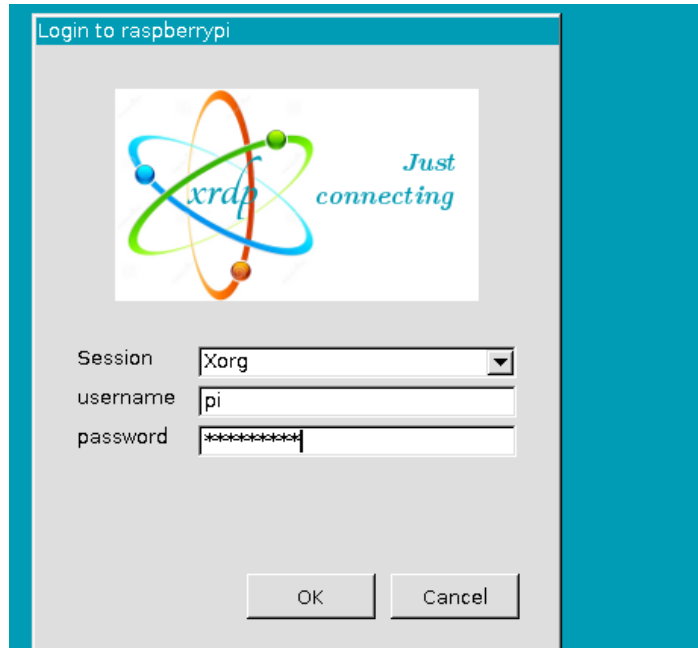 Login to raspberrypi
xrdp
Just
connecting
Session Xorg
username pi
password *********
OK Cancel